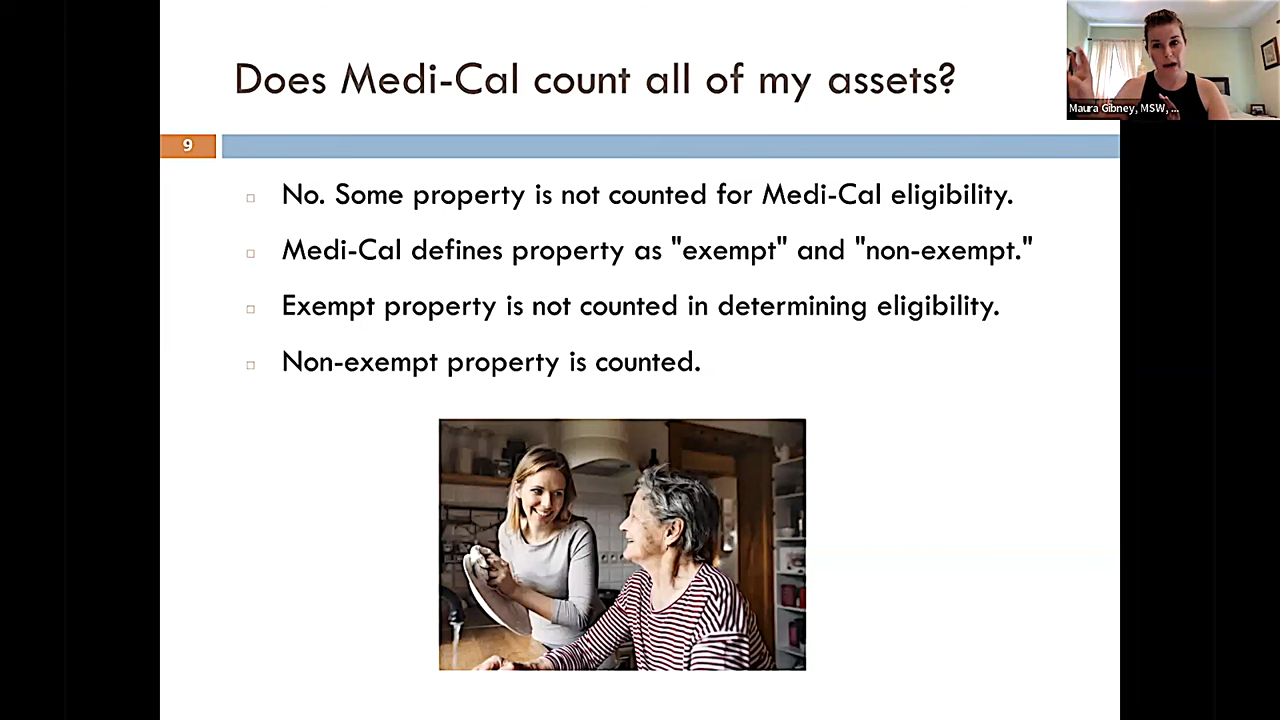 Does Medi-Cal count all of my assets?
Maura Gibney, MSW, ...
9
No. Some property is not counted for Medi-Cal eligibility.
Medi-Cal defines property as "exempt" and "non-exempt."
Exempt property is not counted in determining eligibility.
Non-exempt property is counted.